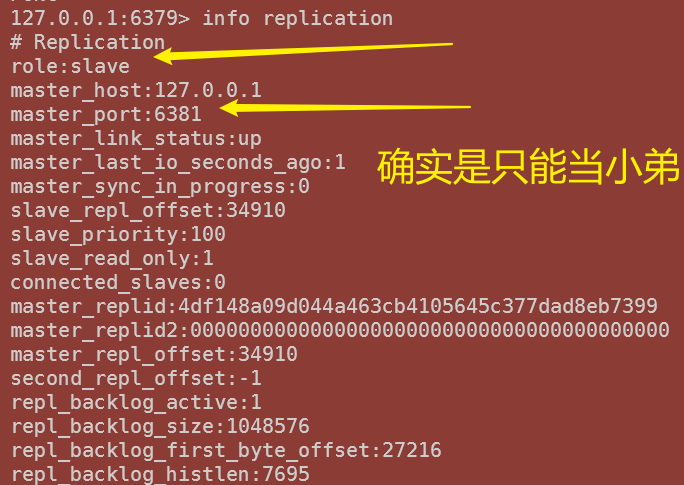 127.0.0.1:6379> info replication
# Replication
role:slave
master_host:127.0.0.1
master_port:6381
master_link_status:up
master_last_io_seconds_ago:1
确实是只能当小弟
master_sync_in_progress:0
slave_repl_offset:34910
slave_priority:100
slave_read_only:1
connected_slaves:0
master_replid:4df148a09d044a463cb4105645c377dad8eb7399
master_replid2:0000000000000000000000000000000000000000
master_repl_offset:34910
second_repl_offset:-1
repl_backlog_active:1
repl_backlog_size:1048576
repl_backlog_first_byte_offset:27216
repl_backlog_histlen:7695